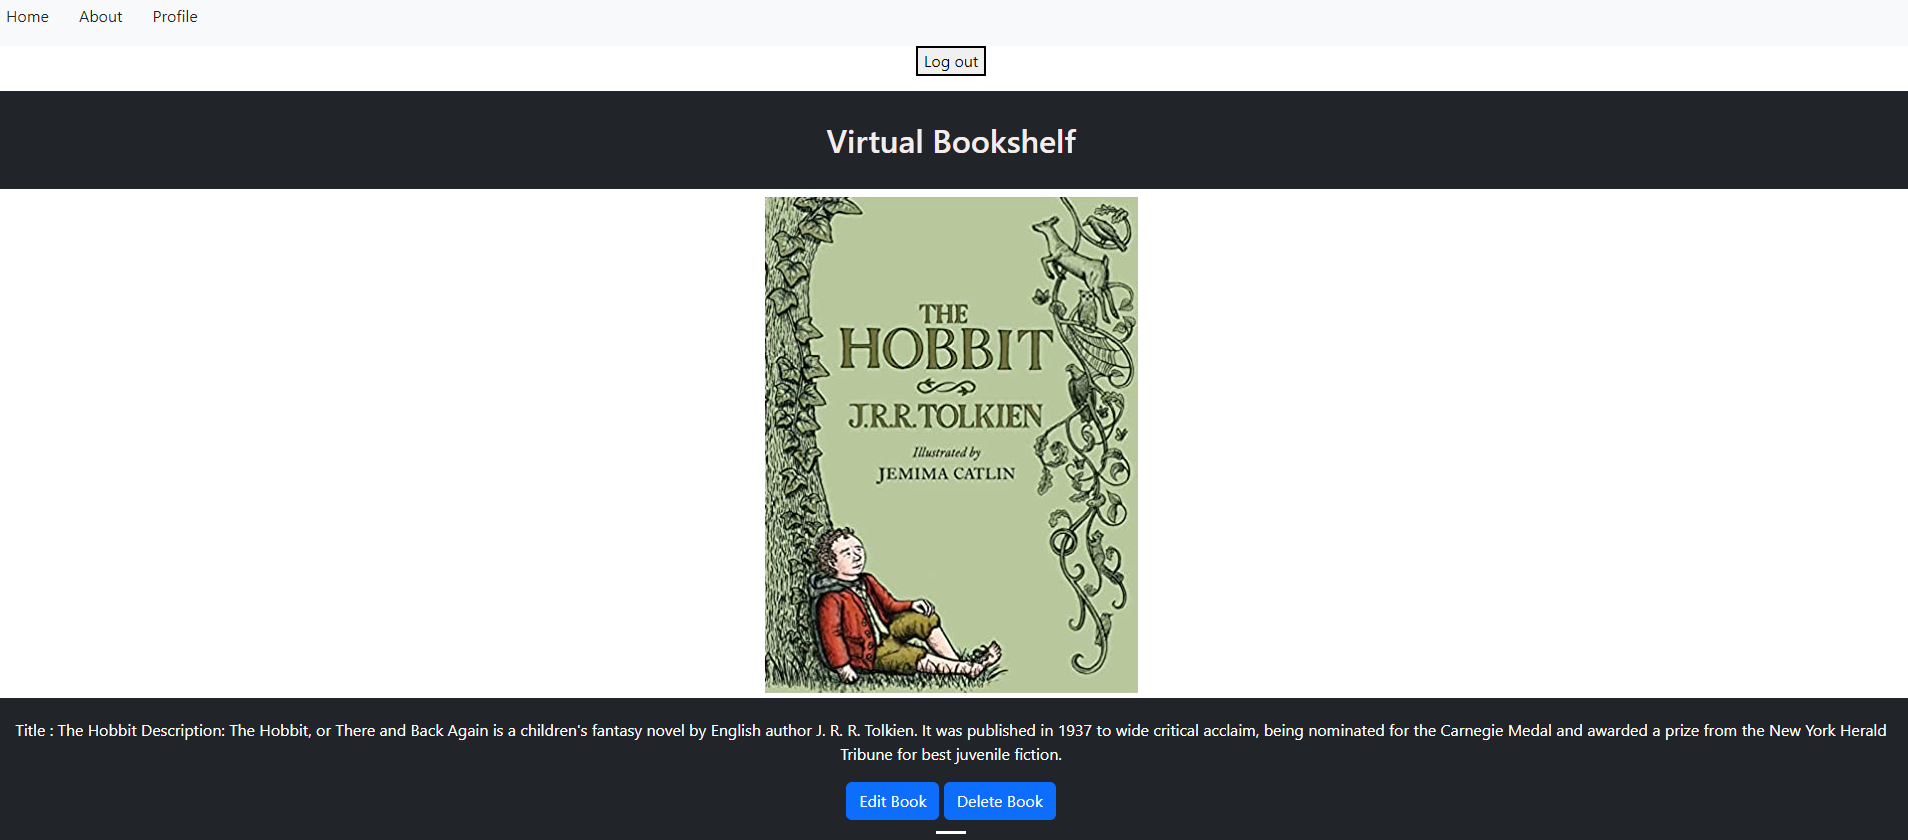 Home About Profile
Log out
Virtual Bookshelf
THE
HOBBIT
J.R.R. TOLKIEN
Illustrated by
JEMIMA CATLIN
Title : The Hobbit Description: The Hobbit, or There and Back Again is a children's fantasy novel by English author J. R. R. Tolkien. It was published in 1937 to wide critical acclaim, being nominated for the Carnegie Medal and awarded a prize from the New York Herald
Tribune for best juvenile fiction.
Edit Book Delete Book